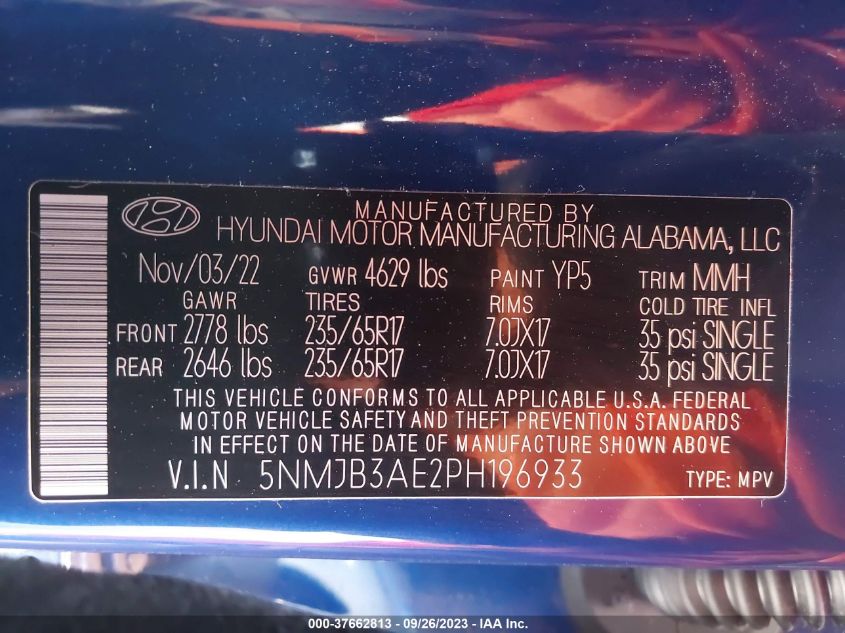 MANUFACTURED BY
HYUNDAI MOTOR MANUFACTURING ALABAMA, LLC
Nov/03/22 GVWR 4629 lbs PAINT YP5 TRIM MMH
GAWR TIRES RIMS COLD TIRE INFL
FRONT 2778 lbs 235/65R17 7.0JX17 35 psi SINGLE
REAR 2646 lbs 235/65R17 7.0JX17 35 psi SINGLE
THIS VEHICLE CONFORMS TO ALL APPLICABLE U.S.A. FEDERAL
MOTOR VEHICLE SAFETY AND THEFT PREVENTION STANDARDS
IN EFFECT ON THE DATE OF MANUFACTURE SHOWN ABOVE
V.I.N 5NMJB3AE2PH196933 TYPE: MPV
000-37662813 - 09/26/2023 - IAA Inc.